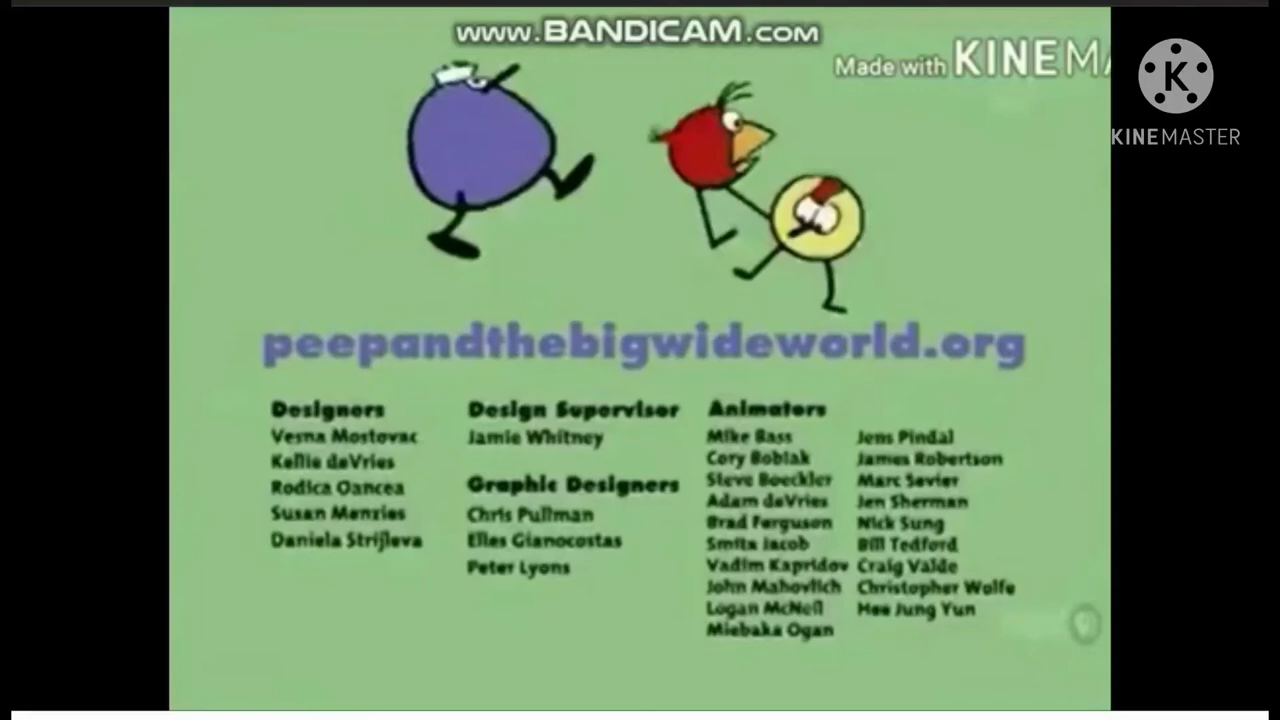 www.BANDICAM.com
Made with KINEMA
KINEMASTER
peepandthebigwideworld.org
Designers
Vesna Mostovac
Kellie deVries
Rodica Oancea
Susan Menzies
Daniela Strijleva
Design Supervisor
Jamie Whitney
Graphic Designers
Chris Pullman
Elles Gianocostas
Peter Lyons
Animators
Mike Bass
Cory Bobiak
Steve Boeckler
Adam deVries
Brad Ferguson
Smita Jacob
Vadim Kapridov
John Mahovlich
Logan McNeil
Miebaka Ogan
Jens Pindal
James Robertson
Marc Sevier
Jen Sherman
Nick Sung
Bill Tedford
Craig Valde
Christopher Wolfe
Hee Jung Yun